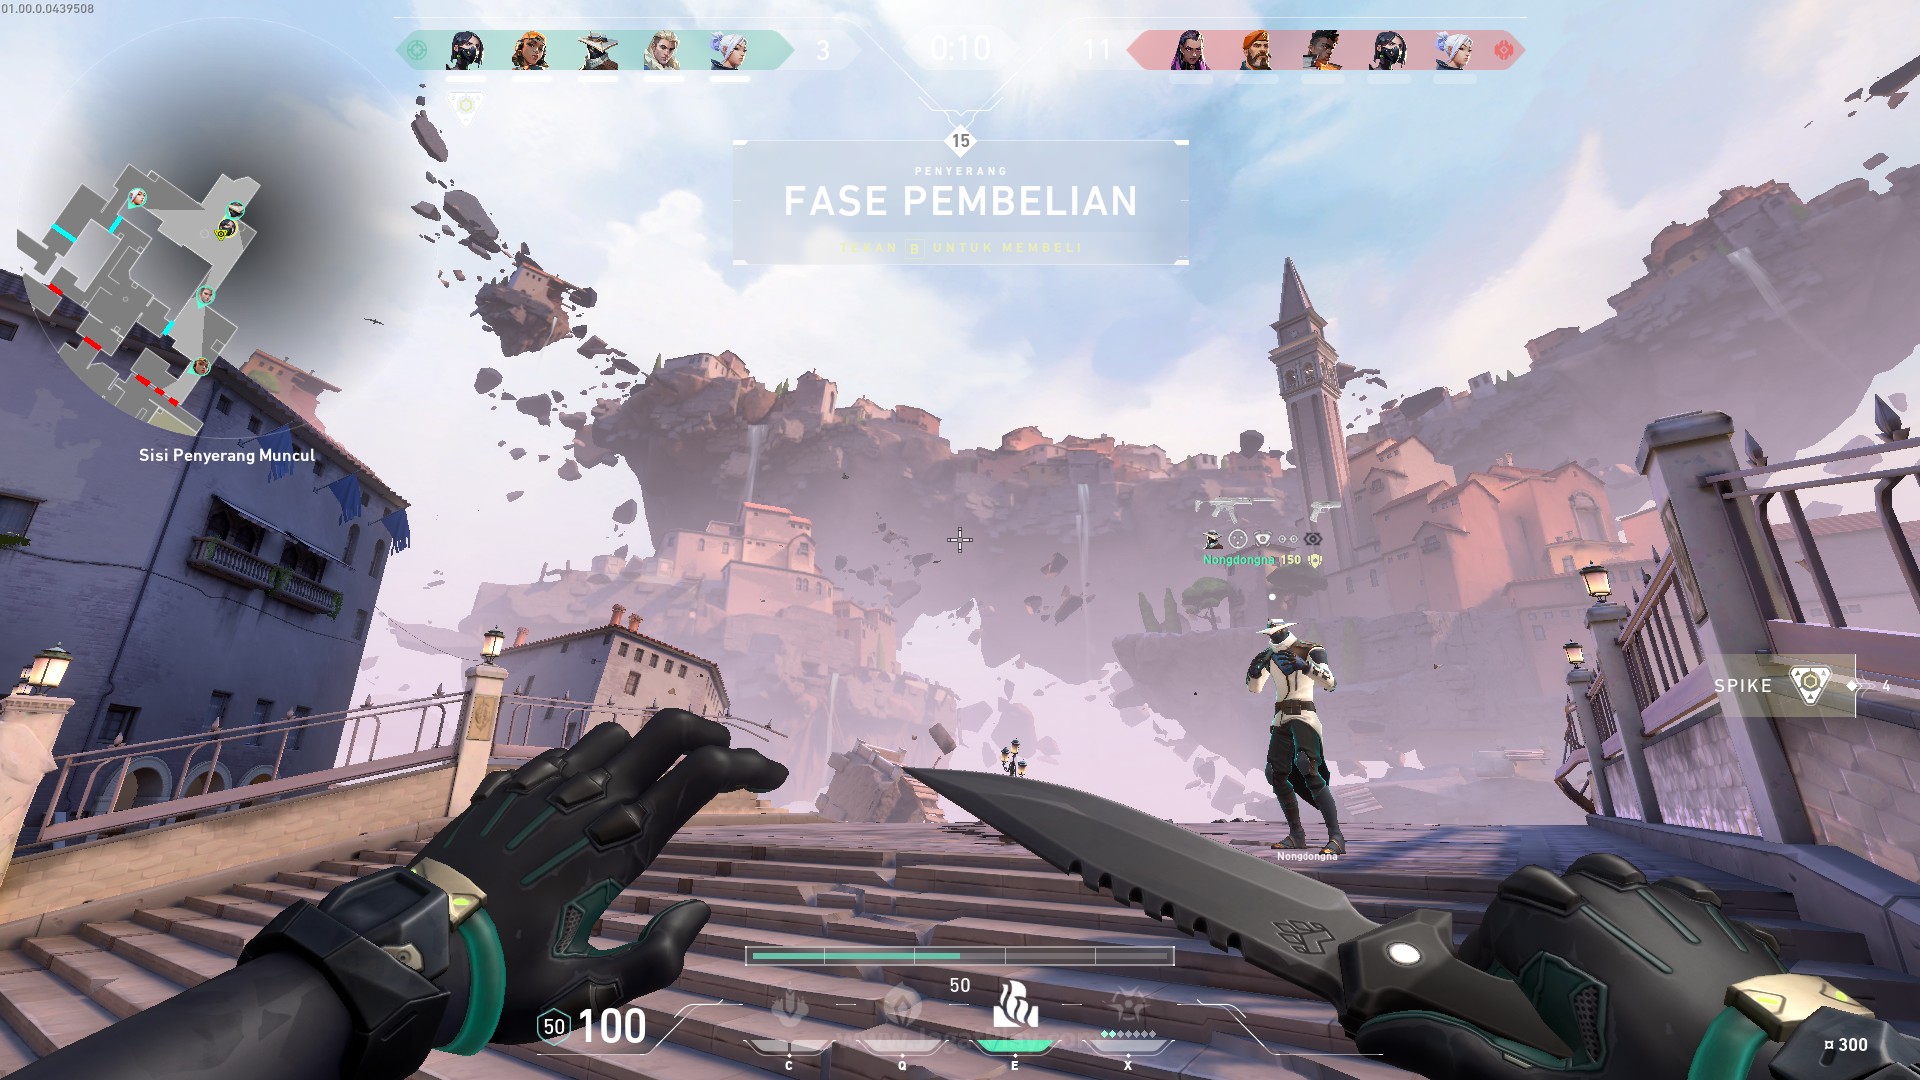 01.00.0.0439508
3
0:10
11
15
PENYERANG
FASE PEMBELIAN
TEKAN B UNTUK MEMBELI
Sisi Penyerang Muncul
Nongdongna 150
SPIKE
4
Nongdongna
50
50
100
C
Q
E
X
¤ 300